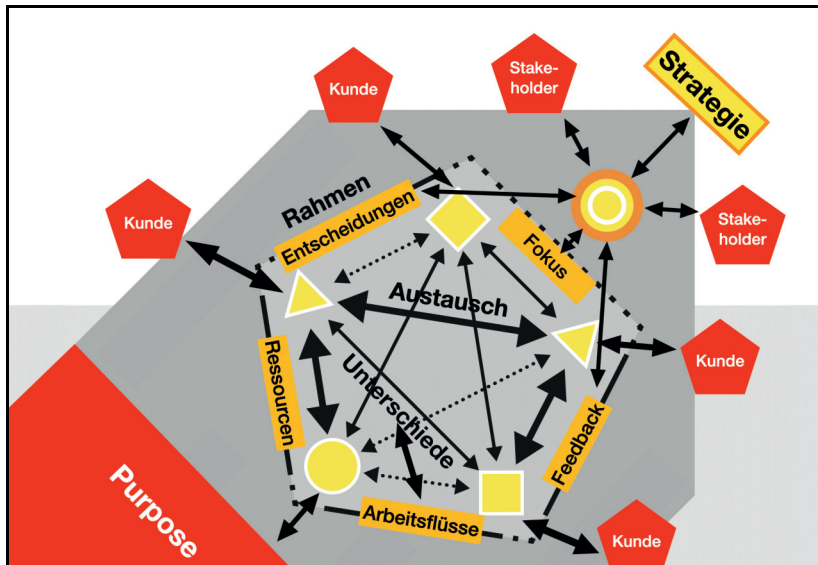 Kunde
Stake-
holder
Strategie
Kunde
Rahmen
Entscheidungen
Stake-
holder
Fokus
Austausch
Ressourcen
Unterschiede
Kunde
Feedback
Purpose
Arbeitsflüsse
Kunde